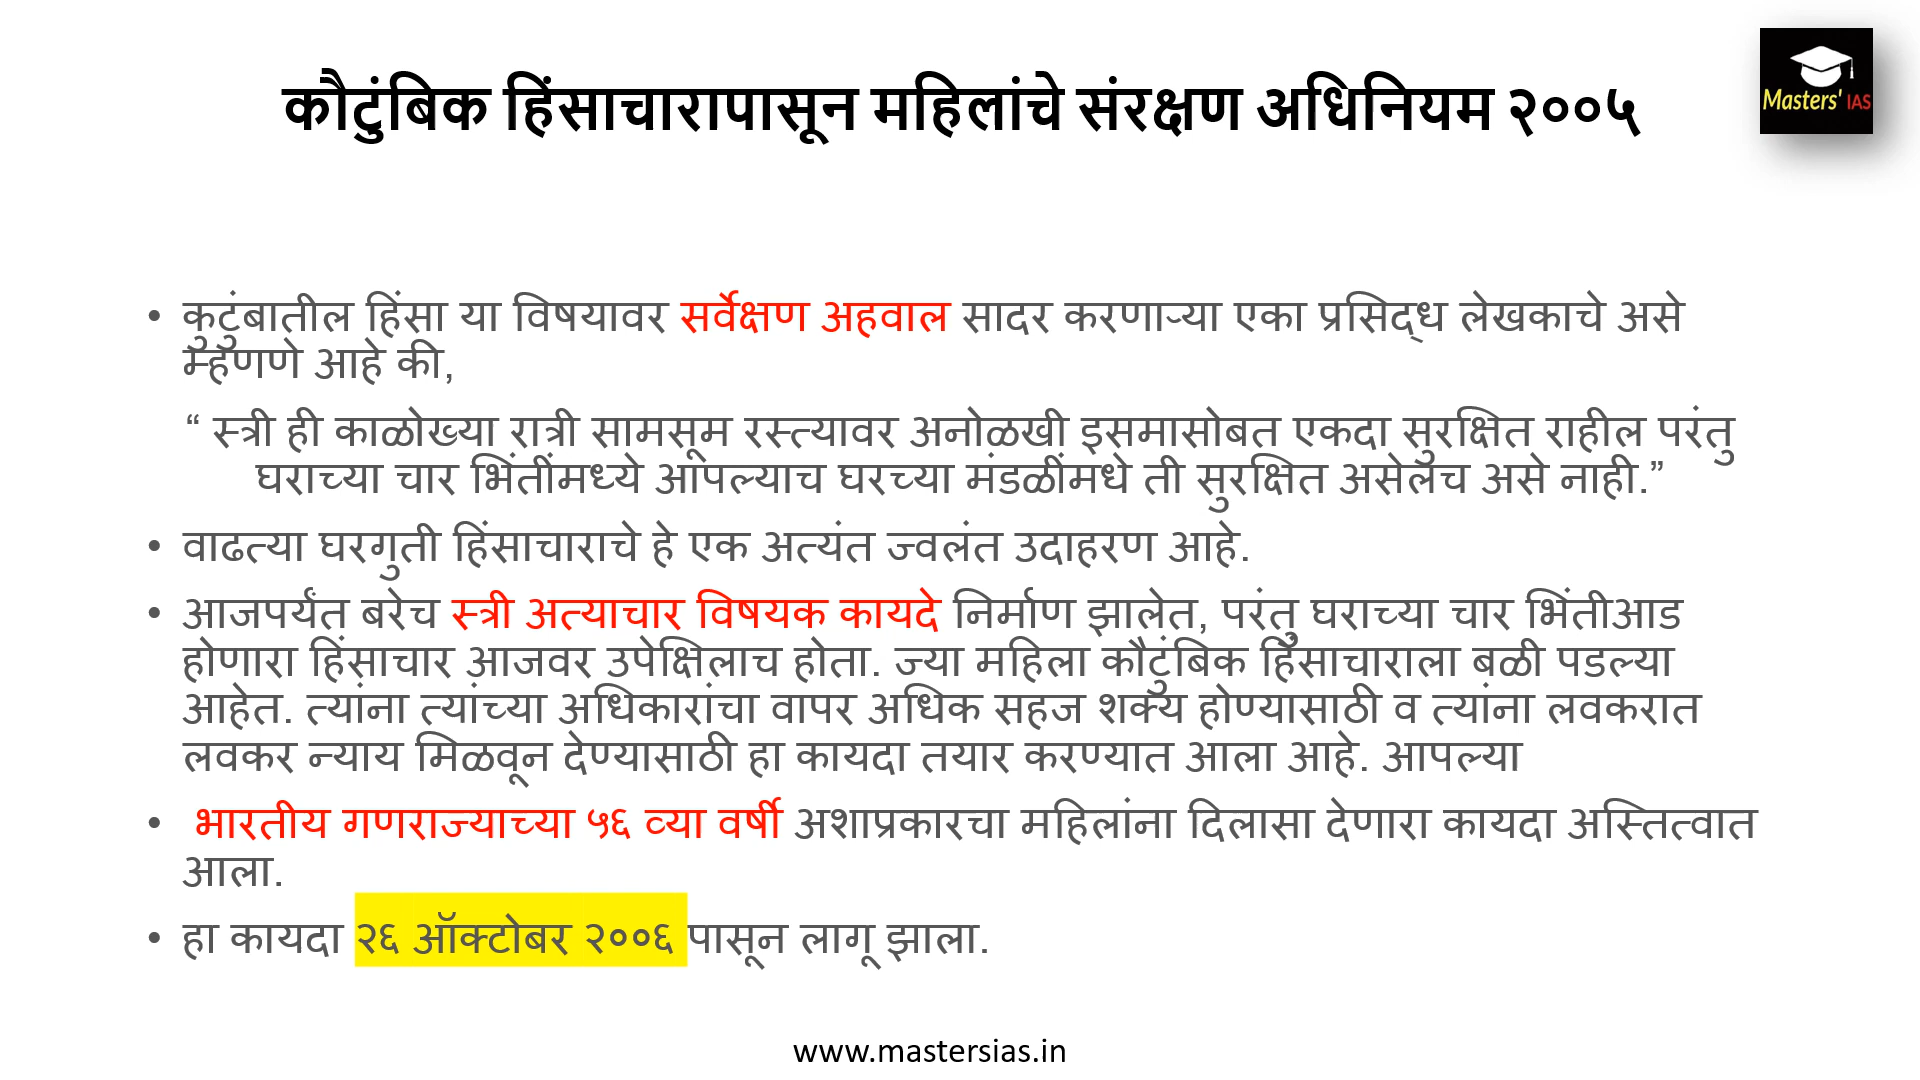 कौटुंबिक हिंसाचारापासून महिलांचे संरक्षण अधिनियम २००५
Masters' IAS
• कुटुंबातील हिंसा या विषयावर सर्वेक्षण अहवाल सादर करणाऱ्या एका प्रसिद्ध लेखकाचे असे
म्हणणे आहे की,
“ स्त्री ही काळोख्या रात्री सामसूम रस्त्यावर अनोळखी इसमासोबत एकदा सुरक्षित राहील परंतु
घराच्या चार भिंतींमध्ये आपल्याच घरच्या मंडळींमधे ती सुरक्षित असेलच असे नाही.”
• वाढत्या घरगुती हिंसाचाराचे हे एक अत्यंत ज्वलंत उदाहरण आहे.
• आजपर्यंत बरेच स्त्री अत्याचार विषयक कायदे निर्माण झालेत, परंतु घराच्या चार भिंतीआड
होणारा हिंसाचार आजवर उपेक्षिलाच होता. ज्या महिला कौटुंबिक हिंसाचाराला बळी पडल्या
आहेत. त्यांना त्यांच्या अधिकारांचा वापर अधिक सहज शक्य होण्यासाठी व त्यांना लवकरात
लवकर न्याय मिळवून देण्यासाठी हा कायदा तयार करण्यात आला आहे. आपल्या
• भारतीय गणराज्याच्या ५६ व्या वर्षी अशाप्रकारचा महिलांना दिलासा देणारा कायदा अस्तित्वात
आला.
• हा कायदा २६ ऑक्टोबर २००६ पासून लागू झाला.
www.mastersias.in